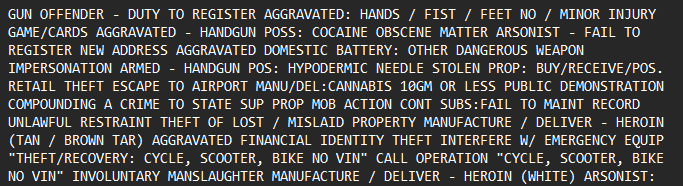 GUN OFFENDER - DUTY TO REGISTER AGGRAVATED: HANDS / FIST / FEET NO / MINOR INJURY
GAME/CARDS AGGRAVATED - HANDGUN POSS: COCAINE OBSCENE MATTER ARSONIST - FAIL TO
REGISTER NEW ADDRESS AGGRAVATED DOMESTIC BATTERY: OTHER DANGEROUS WEAPON
IMPERSONATION ARMED - HANDGUN POS: HYPODERMIC NEEDLE STOLEN PROP: BUY/RECEIVE/POS.
RETAIL THEFT ESCAPE TO AIRPORT MANU/DEL:CANNABIS 10GM OR LESS PUBLIC DEMONSTRATION
COMPOUNDING A CRIME TO STATE SUP PROP MOB ACTION CONT SUBS:FAIL TO MAINT RECORD
UNLAWFUL RESTRAINT THEFT OF LOST / MISLAID PROPERTY MANUFACTURE / DELIVER - HEROIN
(TAN / BROWN TAR) AGGRAVATED FINANCIAL IDENTITY THEFT INTERFERE W/ EMERGENCY EQUIP
"THEFT/RECOVERY: CYCLE, SCOOTER, BIKE NO VIN" CALL OPERATION "CYCLE, SCOOTER, BIKE
NO VIN" INVOLUNTARY MANSLAUGHTER MANUFACTURE / DELIVER - HEROIN (WHITE) ARSONIST: